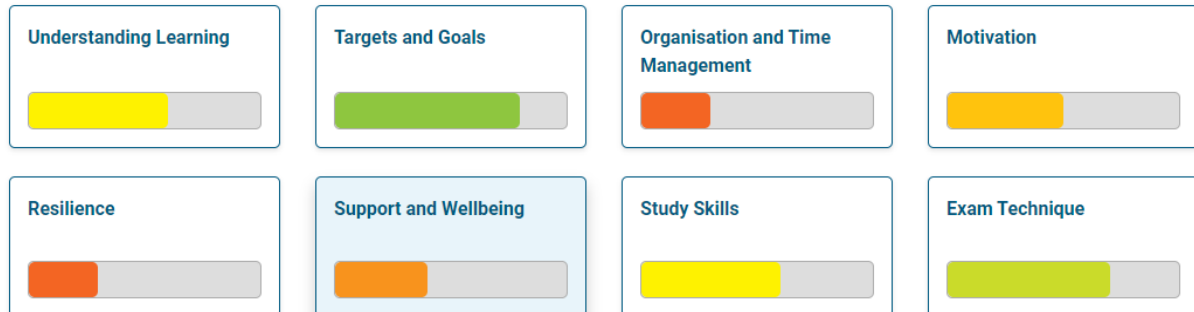 Understanding Learning
Targets and Goals
Organisation and Time
Management
Motivation
Resilience
Support and Wellbeing
Study Skills
Exam Technique